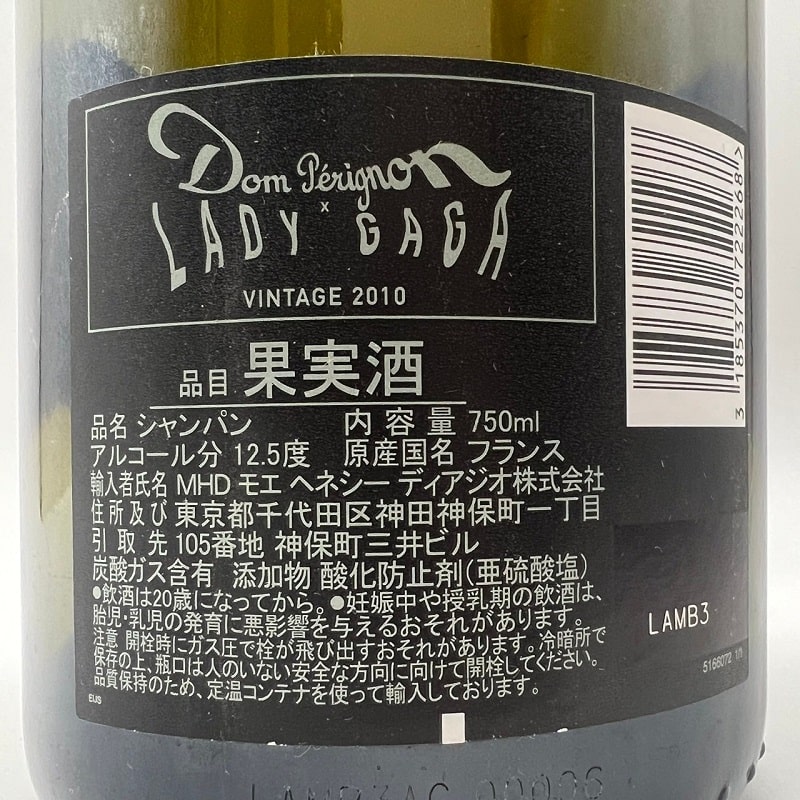 Dom Pérignon
x
LADY GAGA
VINTAGE 2010
品目 果実酒
品名 シャンパン 内容量 750ml
アルコール分 12.5度 原産国名 フランス
輸入者氏名 MHD モエ ヘネシー ディアジオ株式会社
住所及び 東京都千代田区神田神保町一丁目
引取先 105番地 神保町三井ビル
炭酸ガス含有 添加物 酸化防止剤(亜硫酸塩)
●飲酒は20歳になってから。●妊娠中や授乳期の飲酒は、
胎児・乳児の発育に悪影響を与えるおそれがあります。
注意 開栓時にガス圧で栓が飛び出すおそれがあります。冷暗所で
保存の上、瓶口は人のいない安全な方向に向けて開栓してください。
品質保持のため、定温コンテナを使って輸入しております。
EIJS
3 185370 722268 >
LAMB3
5166072 1/1